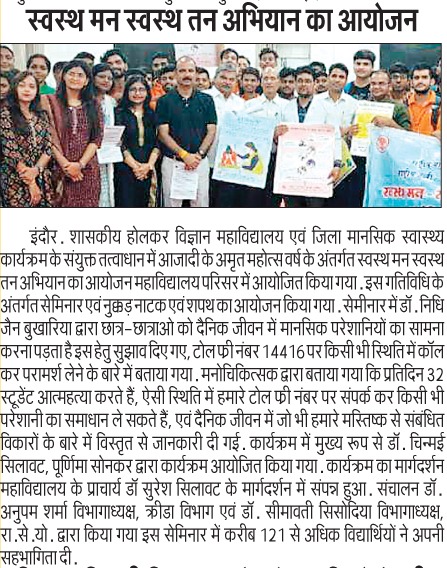 स्वस्थ मन स्वस्थ तन अभियान का आयोजन
स्वस्थ मन
इंदौर. शासकीय होलकर विज्ञान महाविद्यालय एवं जिला मानसिक स्वास्थ्य
कार्यक्रम के संयुक्त तत्वाधान में आजादी के अमृत महोत्स वर्ष के अंतर्गत स्वस्थ मन स्वस्थ
तन अभियान का आयोजन महाविद्यालय परिसर में आयोजित किया गया. इस गतिविधि के
अंतर्गत सेमिनार एवं नुक्कड़ नाटक एवं शपथ का आयोजन किया गया. सेमीनार में डॉ. निधि
जैन बुखारिया द्वारा छात्र-छात्राओ को दैनिक जीवन में मानसिक परेशानियों का सामना
करना पड़ता है इस हेतु सुझाव दिए गए, टोल फी नंबर 14416 पर किसी भी स्थिति में कॉल
कर परामर्श लेने के बारे में बताया गया. मनोचिकित्सक द्वारा बताया गया कि प्रतिदिन 32
स्टूडेंट आत्महत्या करते हैं, ऐसी स्थिति में हमारे टोल फी नंबर पर संपर्क कर किसी भी
परेशानी का समाधान ले सकते हैं, एवं दैनिक जीवन में जो भी हमारे मस्तिष्क से संबंधित
विकारों के बारे में विस्तृत से जानकारी दी गई. कार्यक्रम में मुख्य रूप से डॉ. चिन्मई
सिलावट, पूर्णिमा सोनकर द्वारा कार्यक्रम आयोजित किया गया. कार्यक्रम का मार्गदर्शन
महाविद्यालय के प्राचार्य डॉ सुरेश सिलावट के मार्गदर्शन में संपन्न हुआ. संचालन डॉ.
अनुपम शर्मा विभागाध्यक्ष, क्रीडा विभाग एवं डॉ. सीमावती सिसोदिया विभागाध्यक्ष,
रा.से.यो. द्वारा किया गया इस सेमिनार में करीब 121 से अधिक विद्यार्थियों ने अपनी
सहभागिता दी.